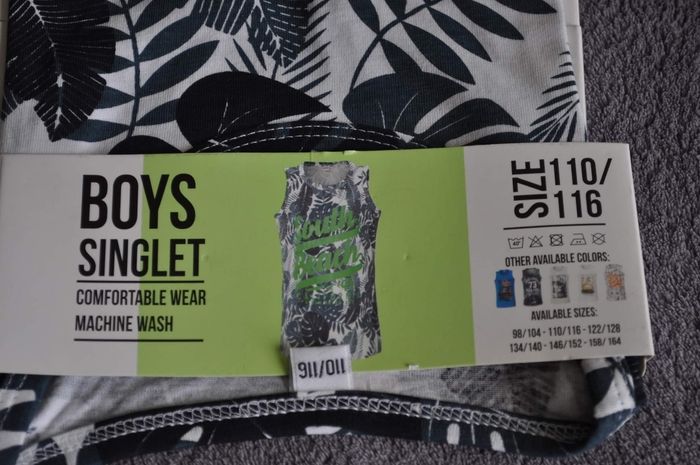 BOYS
SINGLET
COMFORTABLE WEAR
MACHINE WASH
South
Beach
110/116
SIZE 110/
116
40°
OTHER AVAILABLE COLORS:
AVAILABLE SIZES:
98/104 - 110/116 - 122/128
134/140 - 146/152 - 158/164